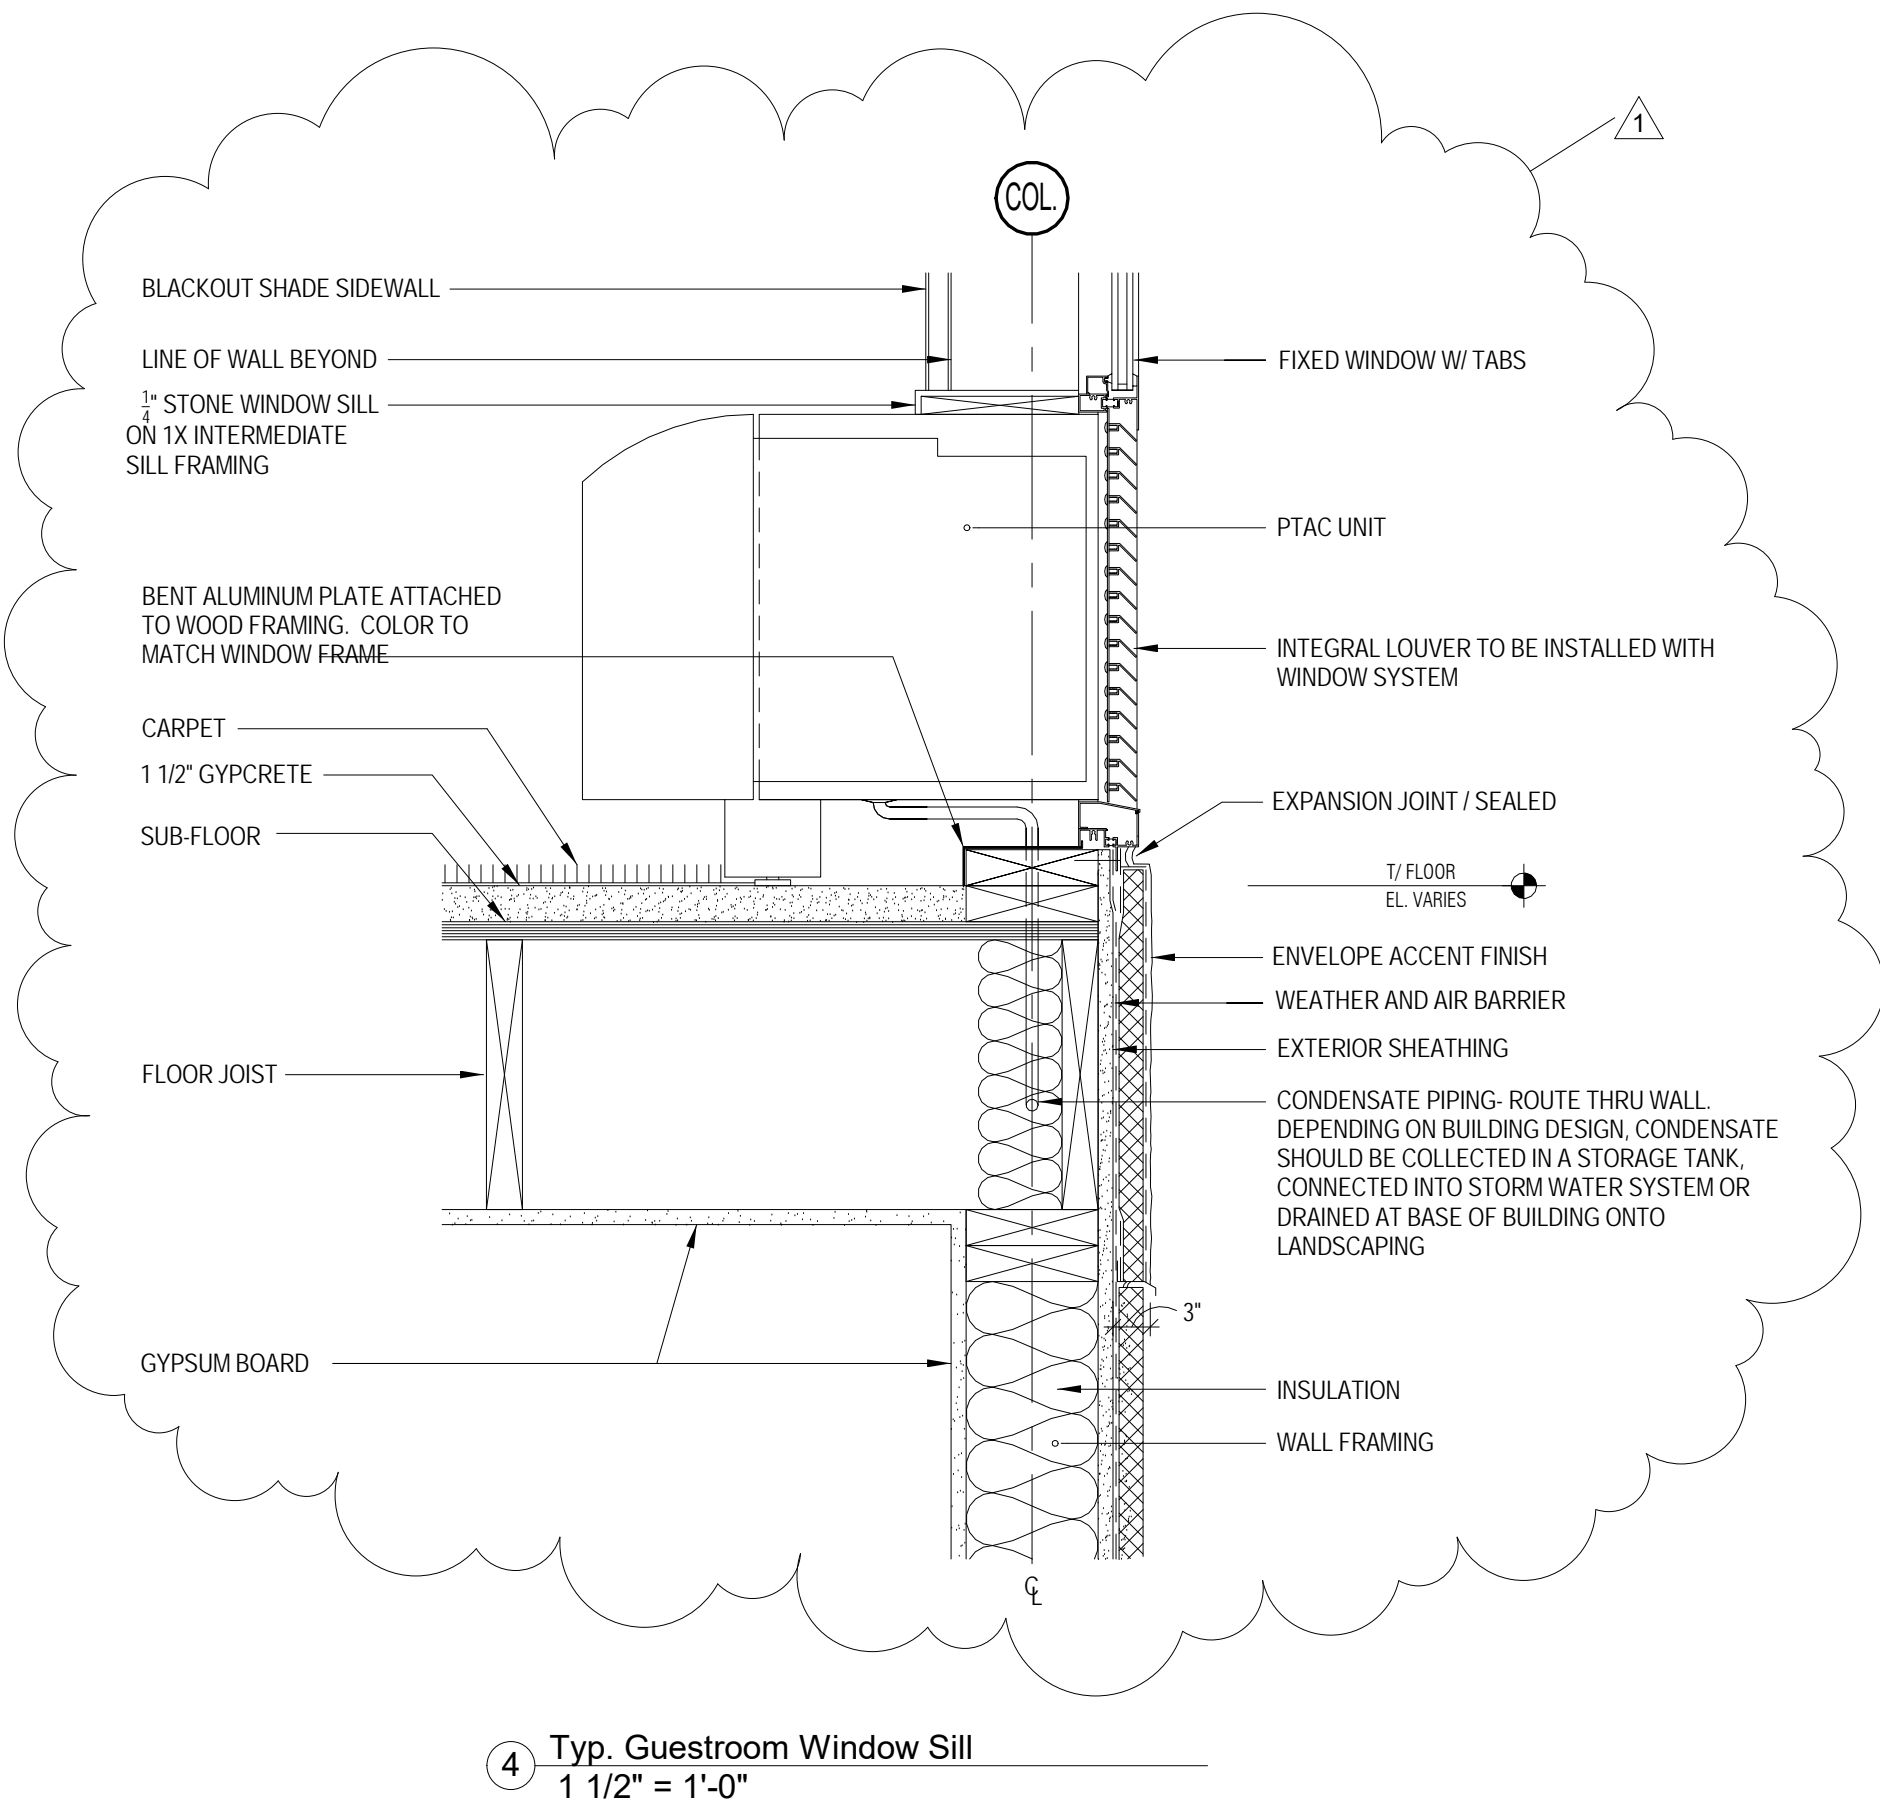 1
COL.
BLACKOUT SHADE SIDEWALL
LINE OF WALL BEYOND
1/4" STONE WINDOW SILL
ON 1X INTERMEDIATE
SILL FRAMING
BENT ALUMINUM PLATE ATTACHED
TO WOOD FRAMING. COLOR TO
MATCH WINDOW FRAME
CARPET
1 1/2" GYPCRETE
SUB-FLOOR
FLOOR JOIST
GYPSUM BOARD
FIXED WINDOW W/ TABS
PTAC UNIT
INTEGRAL LOUVER TO BE INSTALLED WITH
WINDOW SYSTEM
EXPANSION JOINT / SEALED
T/ FLOOR
EL. VARIES
ENVELOPE ACCENT FINISH
WEATHER AND AIR BARRIER
EXTERIOR SHEATHING
CONDENSATE PIPING- ROUTE THRU WALL.
DEPENDING ON BUILDING DESIGN, CONDENSATE
SHOULD BE COLLECTED IN A STORAGE TANK,
CONNECTED INTO STORM WATER SYSTEM OR
DRAINED AT BASE OF BUILDING ONTO
LANDSCAPING
3"
INSULATION
WALL FRAMING
℄
4
Typ. Guestroom Window Sill
1 1/2" = 1'-0"